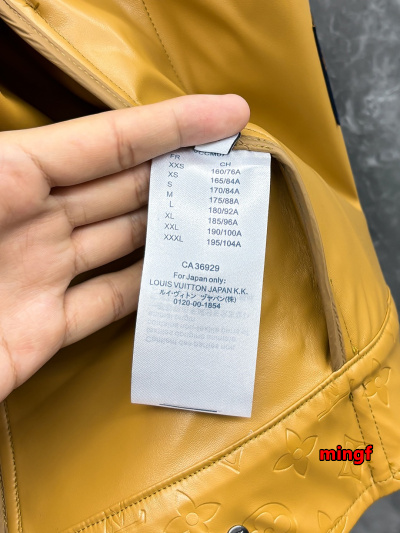 FR CH
XXS 160/76A
XS 165/84A
S 170/84A
M 175/88A
L 180/92A
XL 185/96A
XXL 190/100A
XXXL 195/104A
CA 36929
For Japan only:
LOUIS VUITTON JAPAN K.K.
ルイ・ヴィトン ジャパン(株)
0120-00-1854
mingf